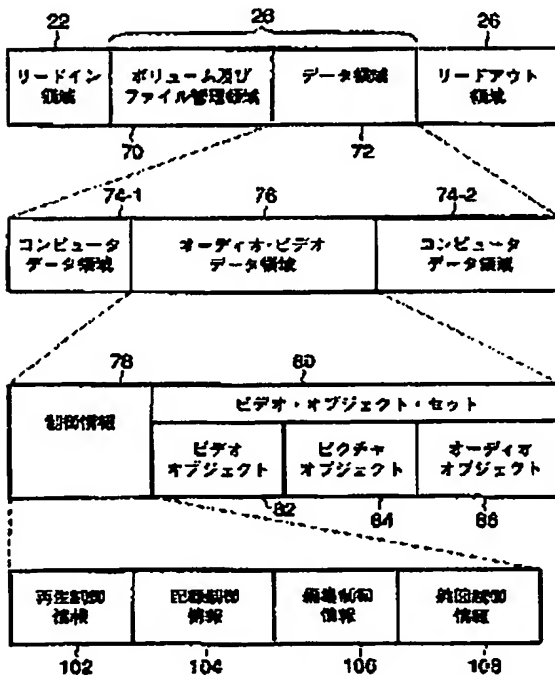 22
28
26
リードイン
領域
ボリューム及び
ファイル管理領域
データ領域
リードアウト
領域
70
72
74-1
76
74-2
コンピュータ
データ領域
オーディオ・ビデオ
データ領域
コンピュータ
データ領域
78
80
制御情報
ビデオ・オブジェクト・セット
ビデオ
オブジェクト
ピクチャ
オブジェクト
オーディオ
オブジェクト
82
84
86
再生制御
情報
記録制御
情報
編集制御
情報
情報
102
104
106
108